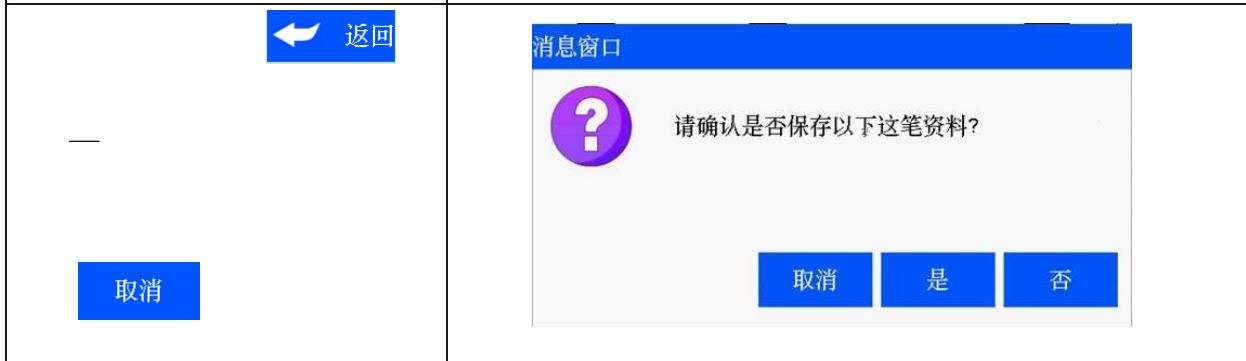 返回
取消
消息窗口
请确认是否保存以下这笔资料?
取消 是 否